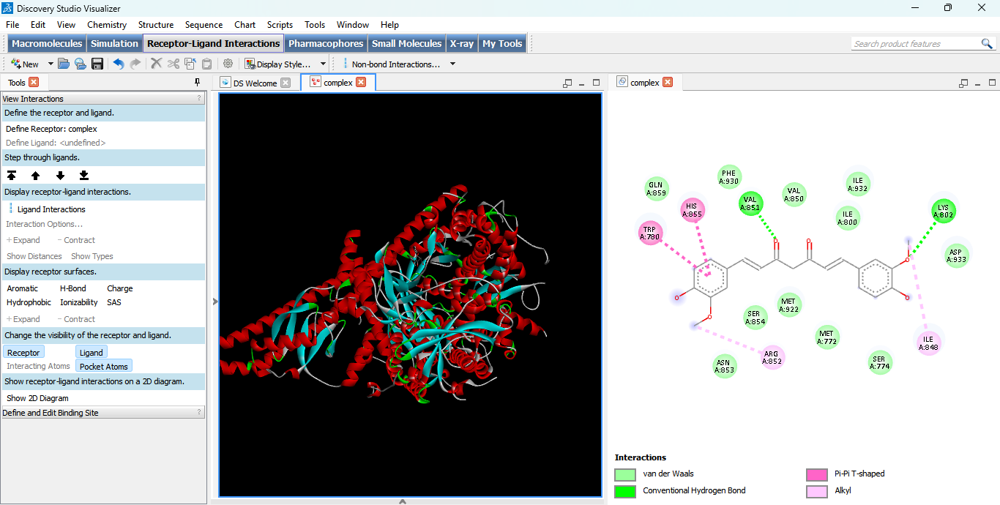 Discovery Studio Visualizer
File Edit View Chemistry Structure Sequence Chart Scripts Tools Window Help
Macromolecules Simulation Receptor-Ligand Interactions Pharmacophores Small Molecules X-ray My Tools
Search product features
New Display Style... Non-bond Interactions...
Tools
DS Welcome complex
complex
View Interactions ?
Define the receptor and ligand.
Define Receptor: complex
Define Ligand: <undefined>
Step through ligands.
Display receptor-ligand interactions.
Ligand Interactions
Interaction Options...
+ Expand - Contract
Show Distances Show Types
Display receptor surfaces.
Aromatic H-Bond Charge
Hydrophobic Ionizability SAS
+ Expand - Contract
Change the visibility of the receptor and ligand.
Receptor Ligand
Interacting Atoms Pocket Atoms
Show receptor-ligand interactions on a 2D diagram.
Show 2D Diagram
Define and Edit Binding Site ?
PHE
A:930
GLN
A:859
VAL
A:851
VAL
A:850
ILE
A:932
HIS
A:855
ILE
A:800
LYS
A:802
TRP
A:780
ASP
A:933
O
O
O
O
O
O
MET
A:922
SER
A:854
MET
A:772
ILE
A:848
ARG
A:852
ASN
A:853
SER
A:774
Interactions
van der Waals
Conventional Hydrogen Bond
Pi-Pi T-shaped
Alkyl